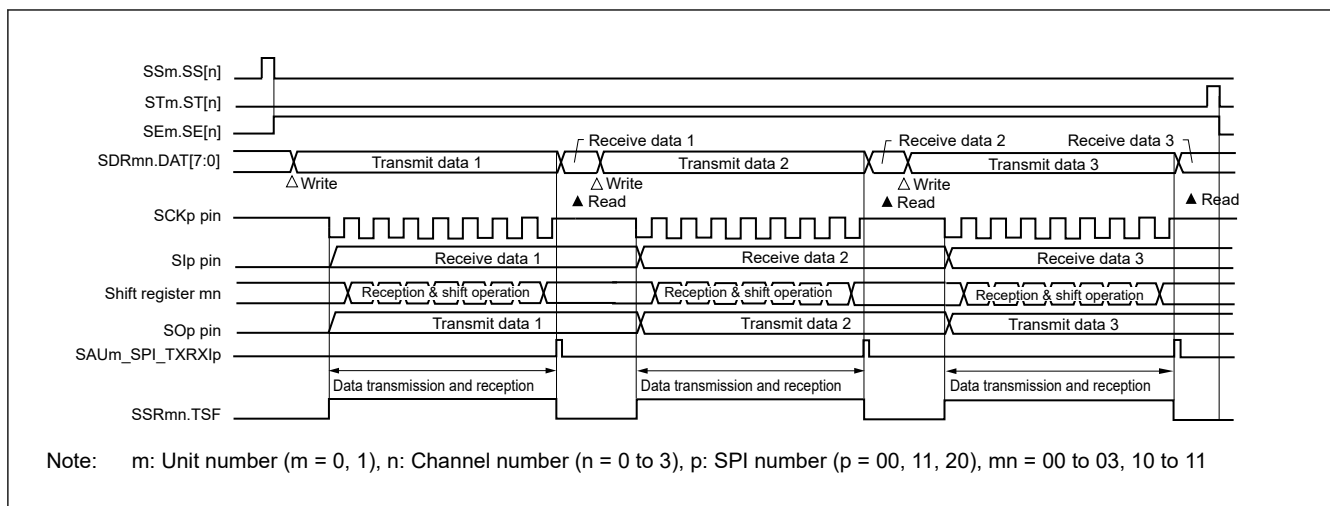 SSm.SS[n]
STm.ST[n]
SEm.SE[n]
Receive data 1 Receive data 2 Receive data 3
SDRmn.DAT[7:0] Transmit data 1 Transmit data 2 Transmit data 3
△Write △ Write △ Write
▲ Read ▲ Read ▲ Read
SCKp pin
SIp pin Receive data 1 Receive data 2 Receive data 3
Shift register mn Reception & shift operation Reception & shift operation Reception & shift operation
SOp pin Transmit data 1 Transmit data 2 Transmit data 3
SAUm_SPI_TXRXIp
Data transmission and reception Data transmission and reception Data transmission and reception
SSRmn.TSF
Note: m: Unit number (m = 0, 1), n: Channel number (n = 0 to 3), p: SPI number (p = 00, 11, 20), mn = 00 to 03, 10 to 11